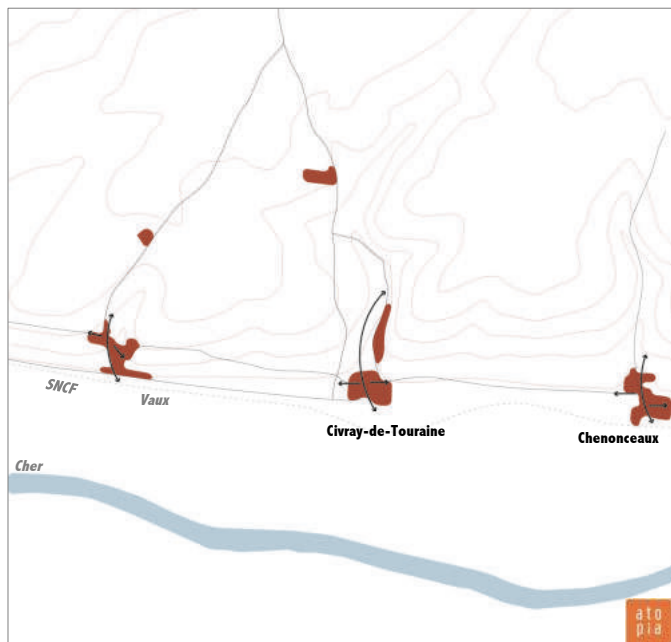 SNCF
Vaux
Civray-de-Touraine
Chenonceaux
Cher
ato
pia